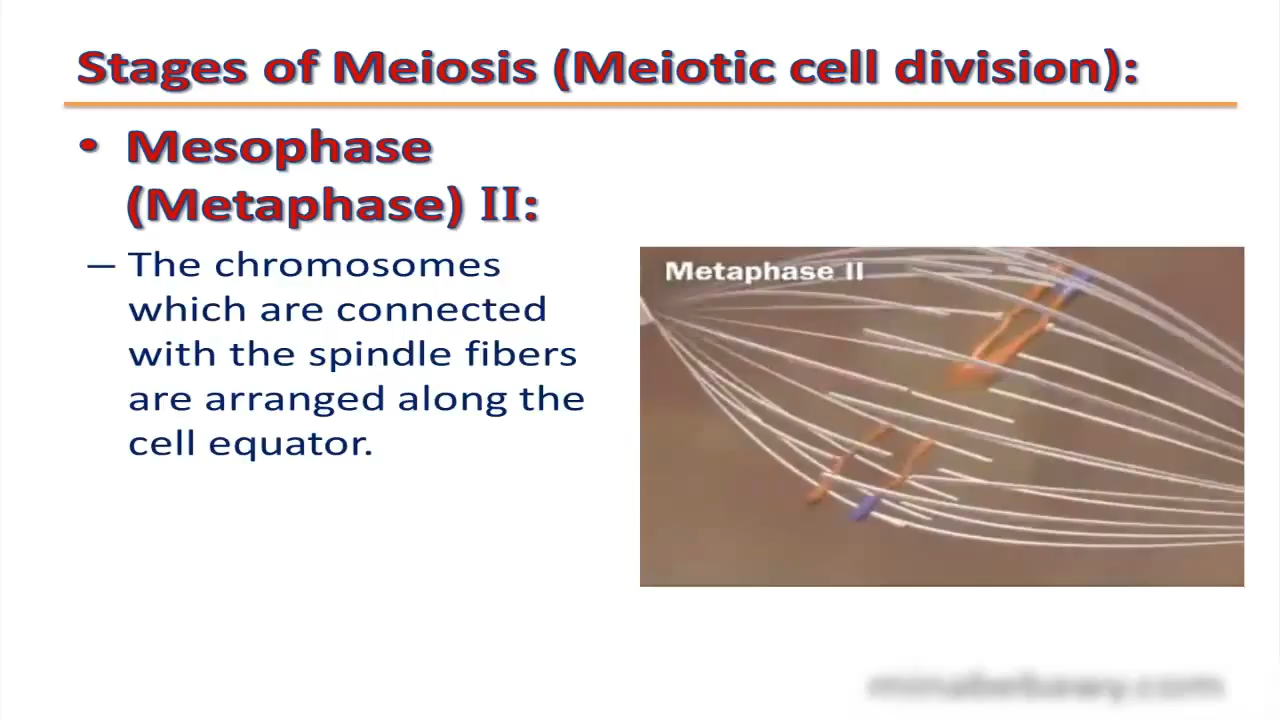 Stages of Meiosis (Meiotic cell division):
• Mesophase
(Metaphase) II:
– The chromosomes
which are connected
with the spindle fibers
are arranged along the
cell equator.
Metaphase II